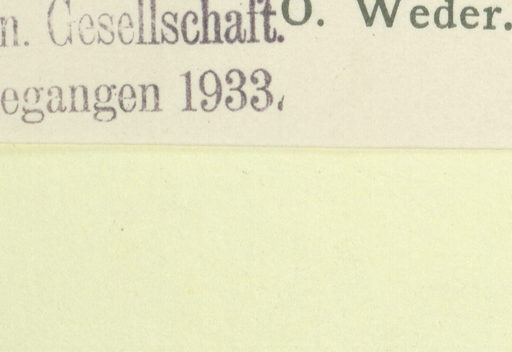 n. Gesellschaft. O. Weder.
egangen 1933.